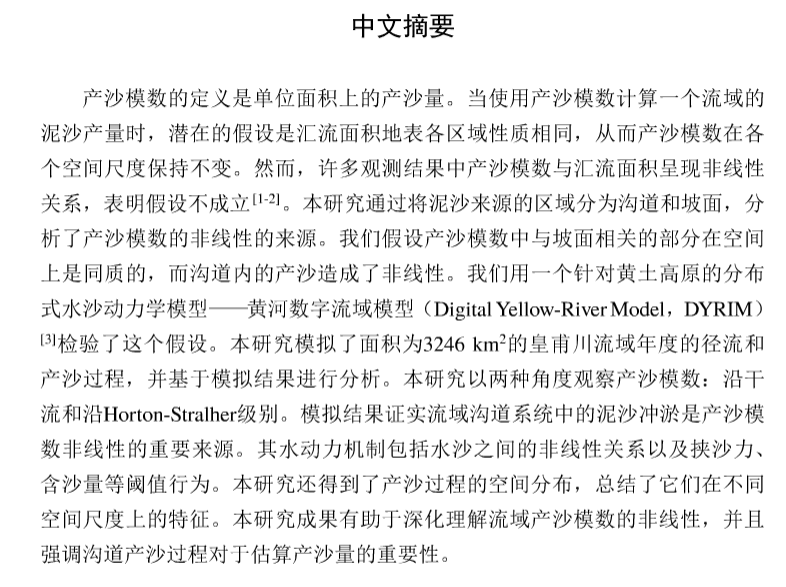 中文摘要
产沙模数的定义是单位面积上的产沙量。当使用产沙模数计算一个流域的
泥沙产量时，潜在的假设是汇流面积地表各区域性质相同，从而产沙模数在各
个空间尺度保持不变。然而，许多观测结果中产沙模数与汇流面积呈现非线性
关系，表明假设不成立[1-2]。本研究通过将泥沙来源的区域分为沟道和坡面，分
析了产沙模数的非线性的来源。我们假设产沙模数中与坡面相关的部分在空间
上是同质的，而沟道内的产沙造成了非线性。我们用一个针对黄土高原的分布
式水沙动力学模型——黄河数字流域模型（Digital Yellow-River Model，DYRIM）
[3]检验了这个假设。本研究模拟了面积为3246 km2的皇甫川流域年度的径流和
产沙过程，并基于模拟结果进行分析。本研究以两种角度观察产沙模数：沿干
流和沿Horton-Stralher级别。模拟结果证实流域沟道系统中的泥沙冲淤是产沙模
数非线性的重要来源。其水动力机制包括水沙之间的非线性关系以及挟沙力、
含沙量等阈值行为。本研究还得到了产沙过程的空间分布，总结了它们在不同
空间尺度上的特征。本研究成果有助于深化理解流域产沙模数的非线性，并且
强调沟道产沙过程对于估算产沙量的重要性。